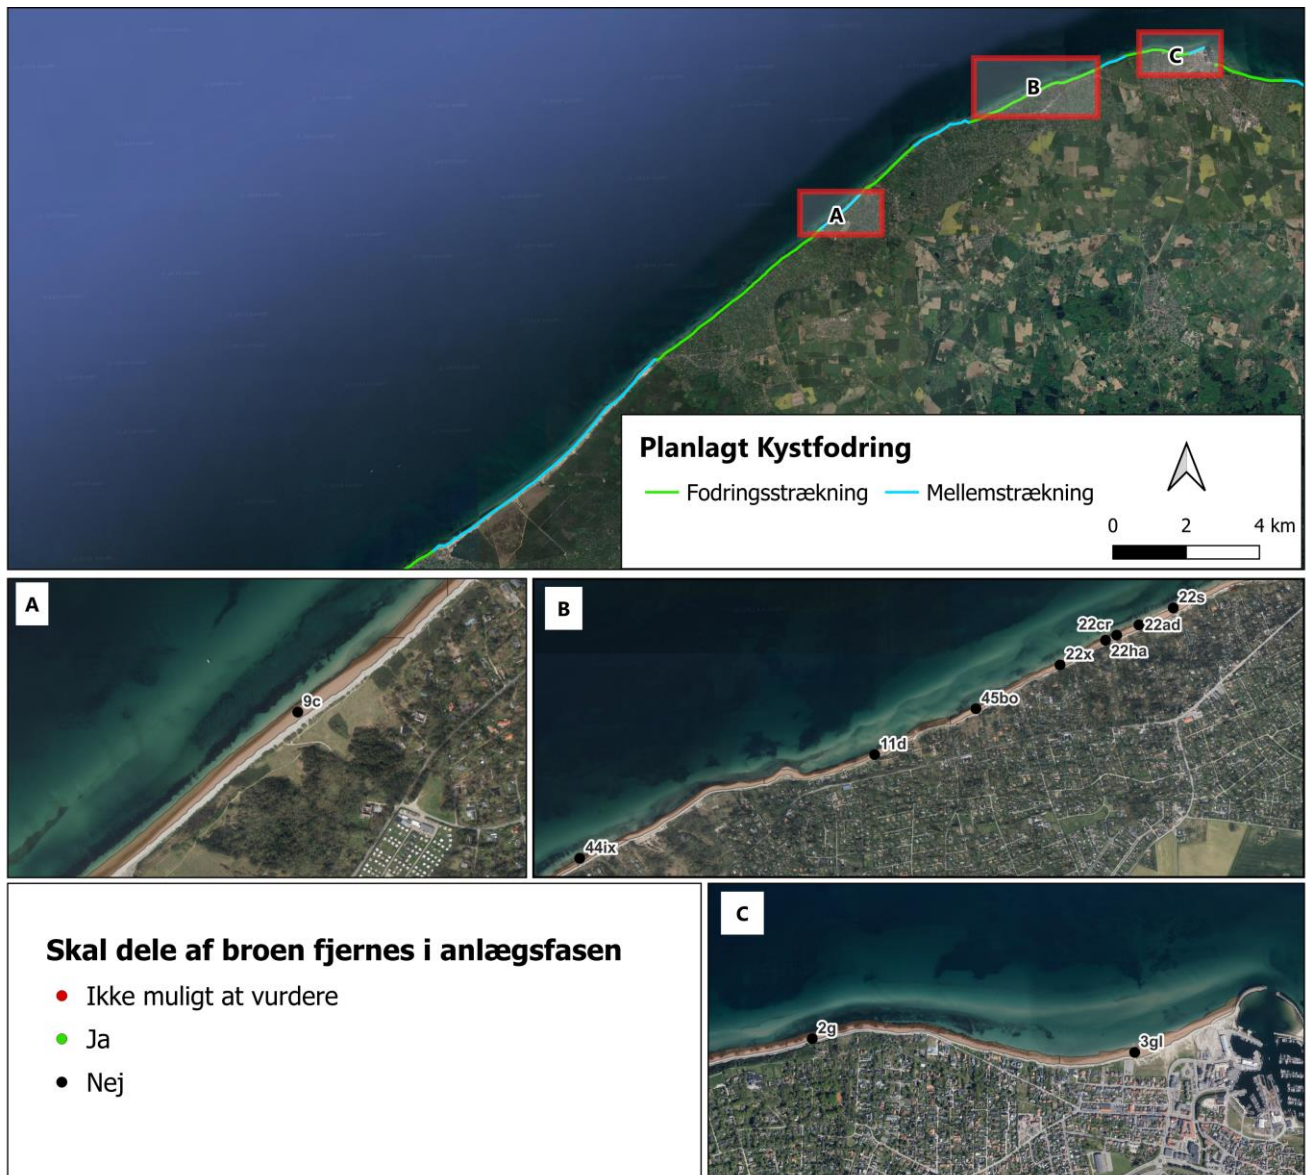 C
B
A
Planlagt Kystfodring
Fodringsstrækning Mellemstrækning
0 2 4 km
A
9c
B
22s
22cr 22ad
22ha
22x
45bo
11d
44ix
Skal dele af broen fjernes i anlægsfasen
Ikke muligt at vurdere
Ja
Nej
C
2g
3gl